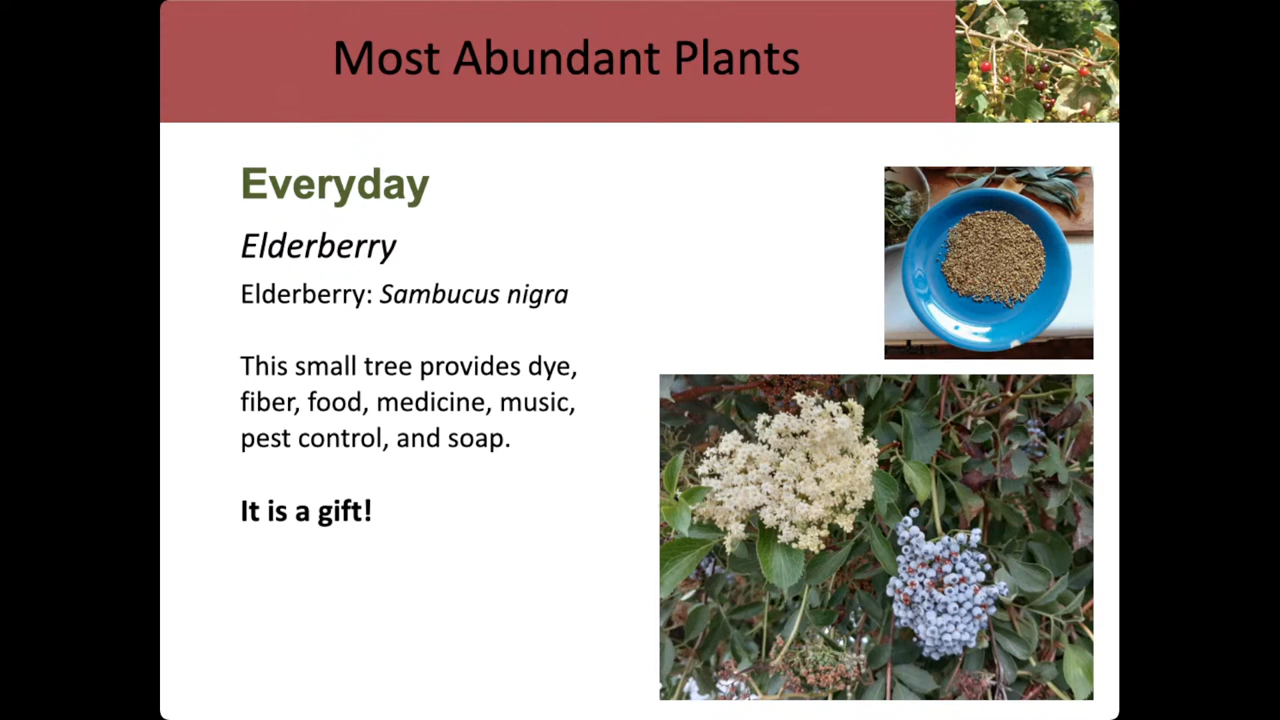 Most Abundant Plants
Everyday
Elderberry
Elderberry: Sambucus nigra
This small tree provides dye,
fiber, food, medicine, music,
pest control, and soap.
It is a gift!